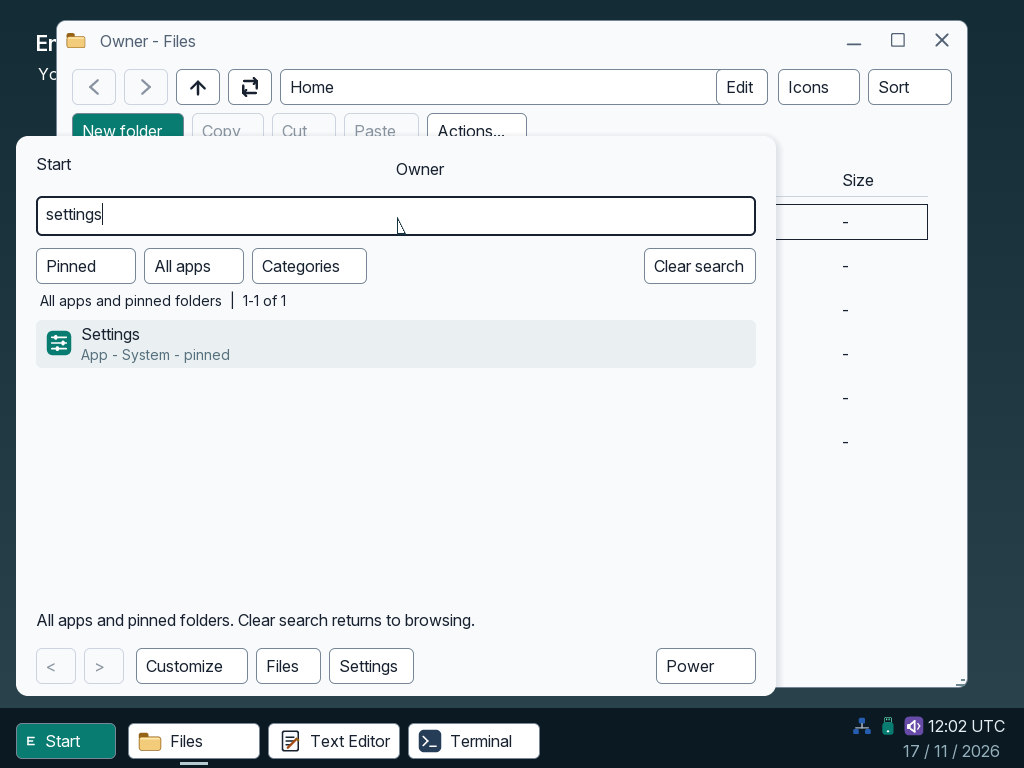 Owner - Files
Home
Edit
Icons
Sort
New folder
Copy
Cut
Paste
Actions...
Size
-
-
-
-
-
-
Start
Owner
settings
Pinned
All apps
Categories
Clear search
All apps and pinned folders | 1-1 of 1
Settings
App - System - pinned
All apps and pinned folders. Clear search returns to browsing.
<
>
Customize
Files
Settings
Power
E Start
Files
Text Editor
Terminal
12:02 UTC
17 / 11 / 2026